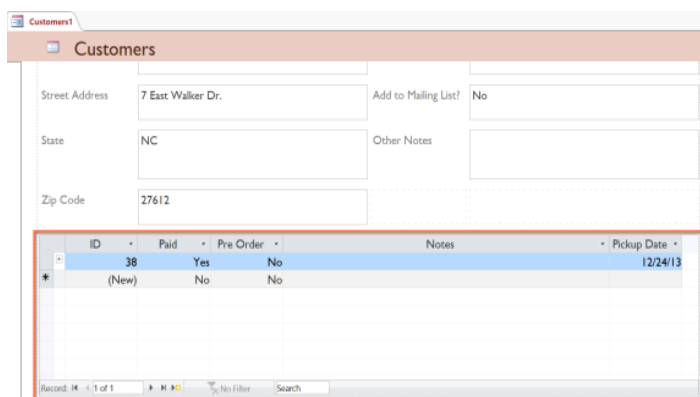 Customers1
Customers
Street Address 7 East Walker Dr. Add to Mailing List? No
State NC Other Notes
Zip Code 27612
ID Paid Pre Order Notes Pickup Date
38 Yes No 12/24/13
* (New) No No
Record: 1 of 1 No Filter Search